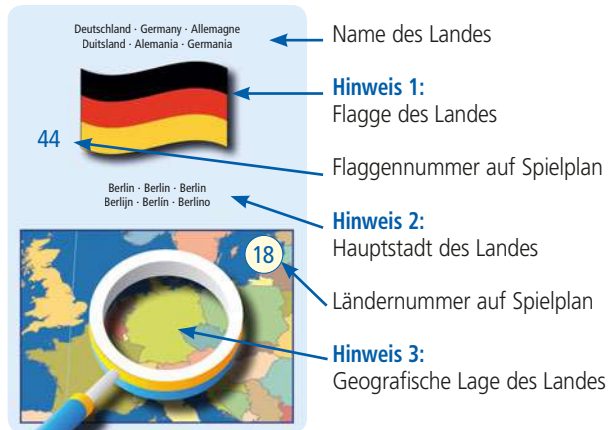 Deutschland · Germany · Allemagne
Duitsland · Alemania · Germania
Name des Landes
Hinweis 1:
Flagge des Landes
44
Flaggennummer auf Spielplan
Berlin · Berlin · Berlin
Berlijn · Berlín · Berlino
Hinweis 2:
Hauptstadt des Landes
18
Ländernummer auf Spielplan
Hinweis 3:
Geografische Lage des Landes